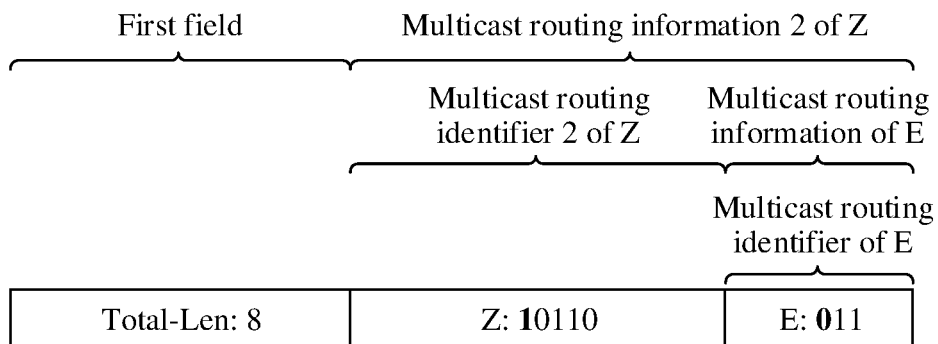 First field
Multicast routing information 2 of Z
Multicast routing
identifier 2 of Z
Multicast routing
information of E
Multicast routing
identifier of E
Total-Len: 8
Z: 10110
E: 011